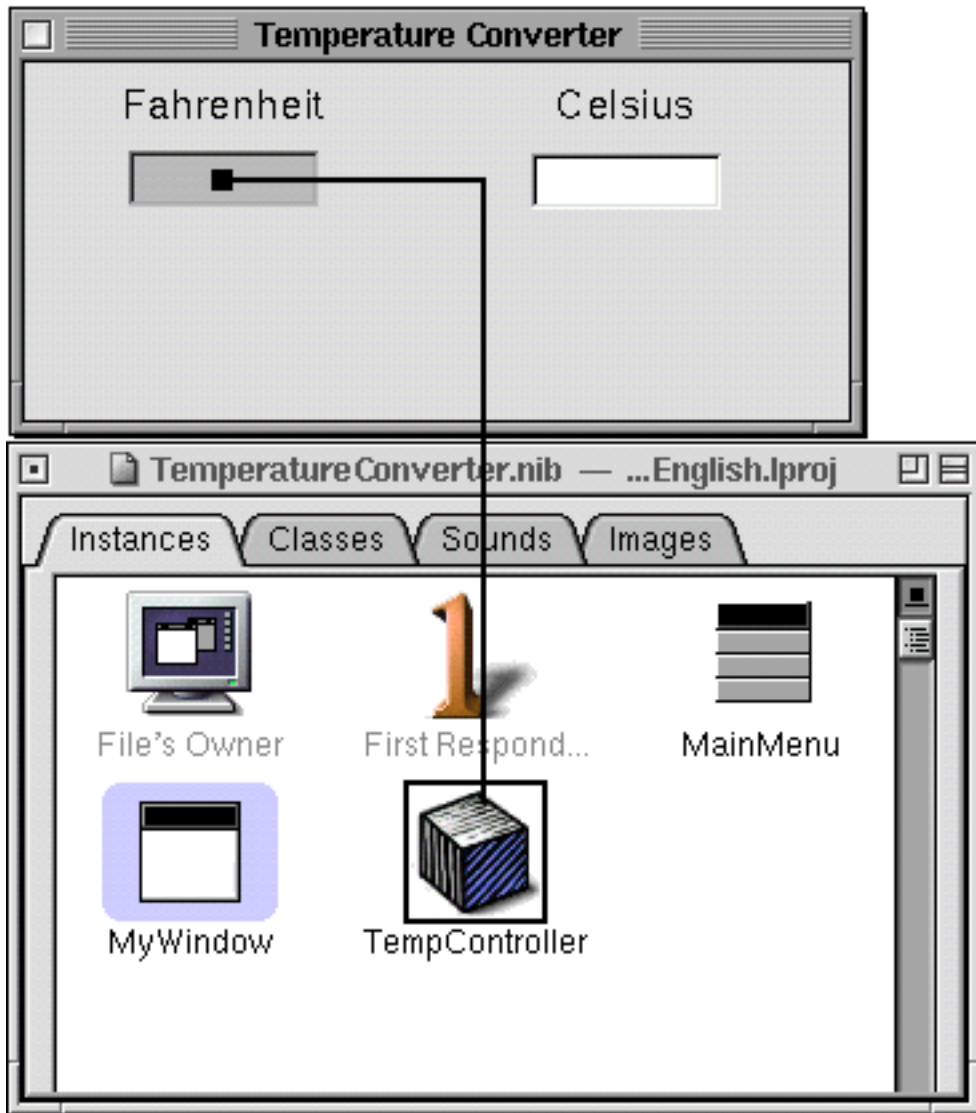 Temperature Converter
Fahrenheit Celsius
TemperatureConverter.nib — ...English.lproj
Instances Classes Sounds Images
File's Owner First Respond... MainMenu
MyWindow TempController